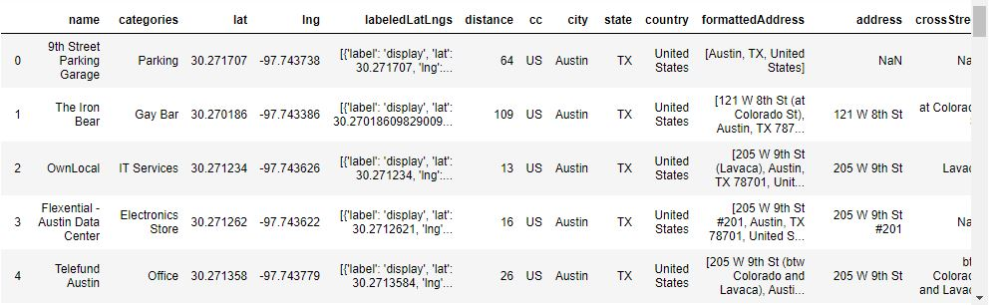 name categories lat lng labeledLatLngs distance cc city state country formattedAddress address crossStre
0 9th Street Parking Garage Parking 30.271707 -97.743738 [{'label': 'display', 'lat': 30.271707, 'lng':... 64 US Austin TX United States [Austin, TX, United States] NaN Na
1 The Iron Bear Gay Bar 30.270186 -97.743386 [{'label': 'display', 'lat': 30.27018609829009... 109 US Austin TX United States [121 W 8th St (at Colorado St), Austin, TX 787... 121 W 8th St at Colorad
2 OwnLocal IT Services 30.271234 -97.743626 [{'label': 'display', 'lat': 30.271234, 'lng':... 13 US Austin TX United States [205 W 9th St (Lavaca), Austin, TX 78701, Unit... 205 W 9th St Lavac
3 Flexential - Austin Data Center Electronics Store 30.271262 -97.743622 [{'label': 'display', 'lat': 30.2712621, 'lng'... 16 US Austin TX United States [205 W 9th St #201, Austin, TX 78701, United S... 205 W 9th St #201 Na
4 Telefund Austin Office 30.271358 -97.743779 [{'label': 'display', 'lat': 30.2713584, 'lng'... 26 US Austin TX United States [205 W 9th St (btw Colorado and Lavaca), Austi... 205 W 9th St bt Colorad and Lavac